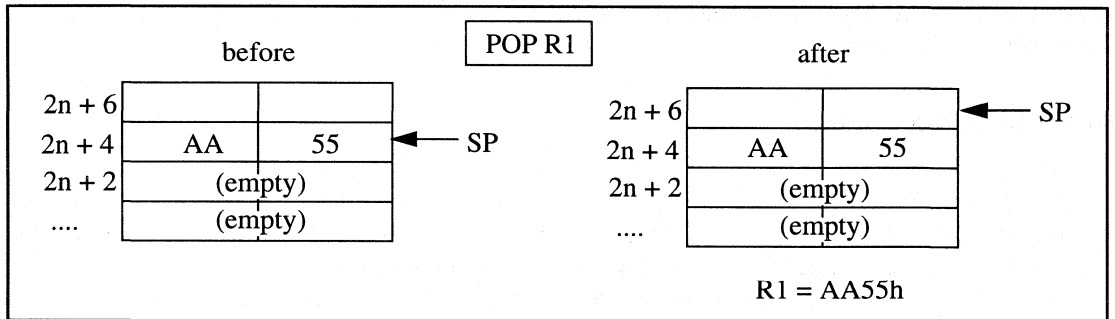 POP R1
before
2n + 6
2n + 4 AA 55 SP
2n + 2 (empty)
.... (empty)
after
2n + 6 SP
2n + 4 AA 55
2n + 2 (empty)
.... (empty)
R1 = AA55h